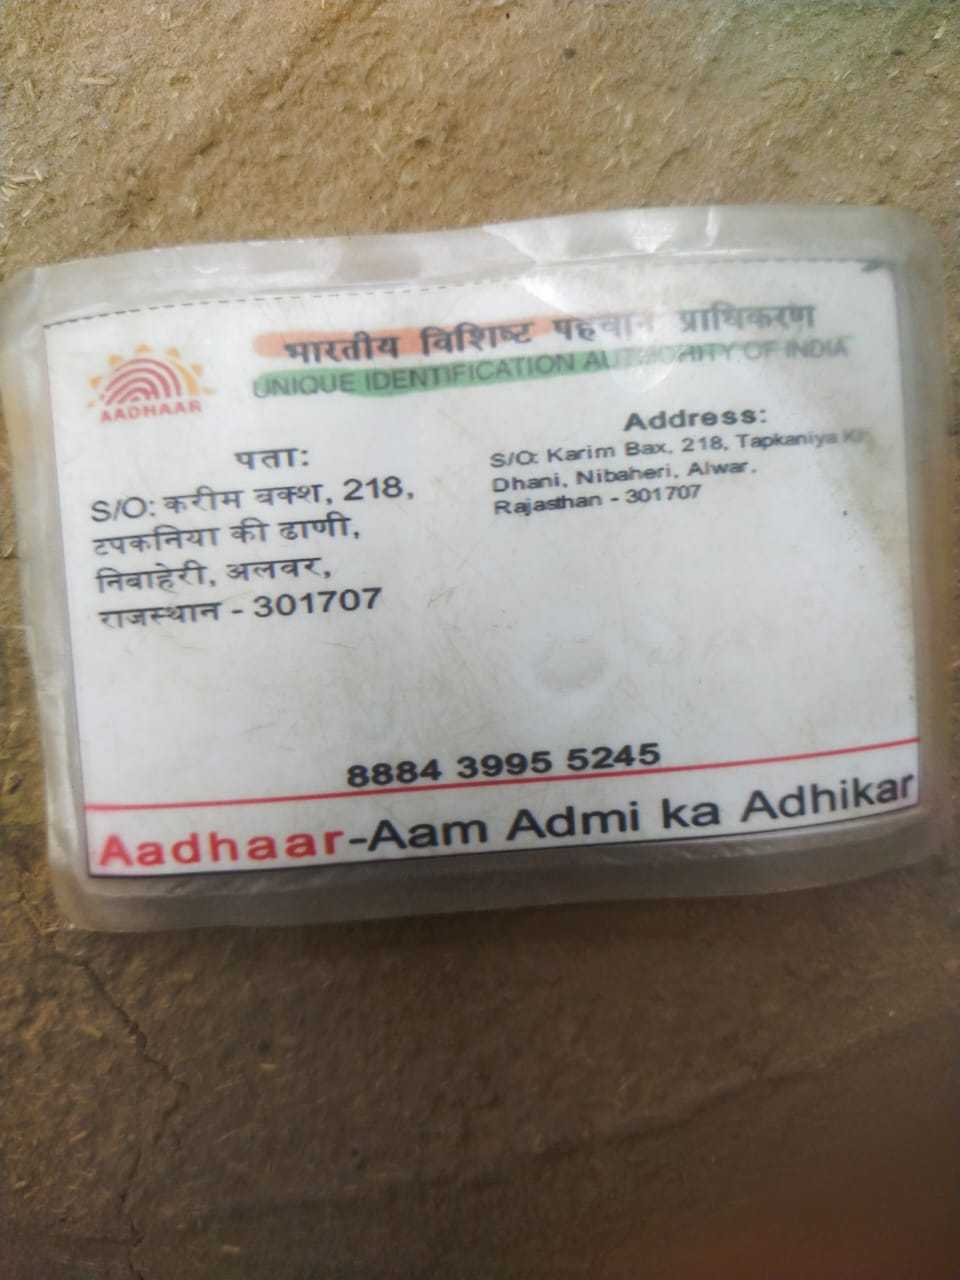 भारतीय विशिष्ट पहचान प्राधिकरण
UNIQUE IDENTIFICATION AUTHORITY OF INDIA
AADHAAR
पता:
S/O: करीम बक्श, 218,
टपकनिया की ढाणी,
निबाहेरी, अलवर,
राजस्थान - 301707
Address:
S/O: Karim Bax, 218, Tapkaniya
Dhani, Nibaheri, Alwar,
Rajasthan - 301707
8884 3995 5245
Aadhaar-Aam Admi ka Adhikar